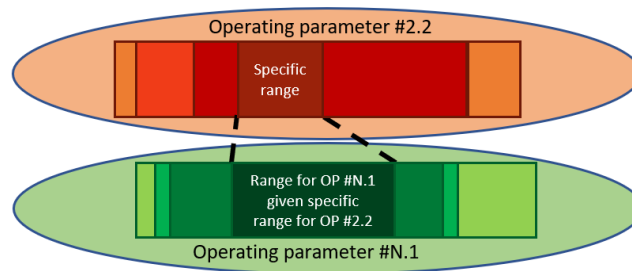 Operating parameter #2.2
Specific
range
Range for OP #N.1
given specific
range for OP #2.2
Operating parameter #N.1